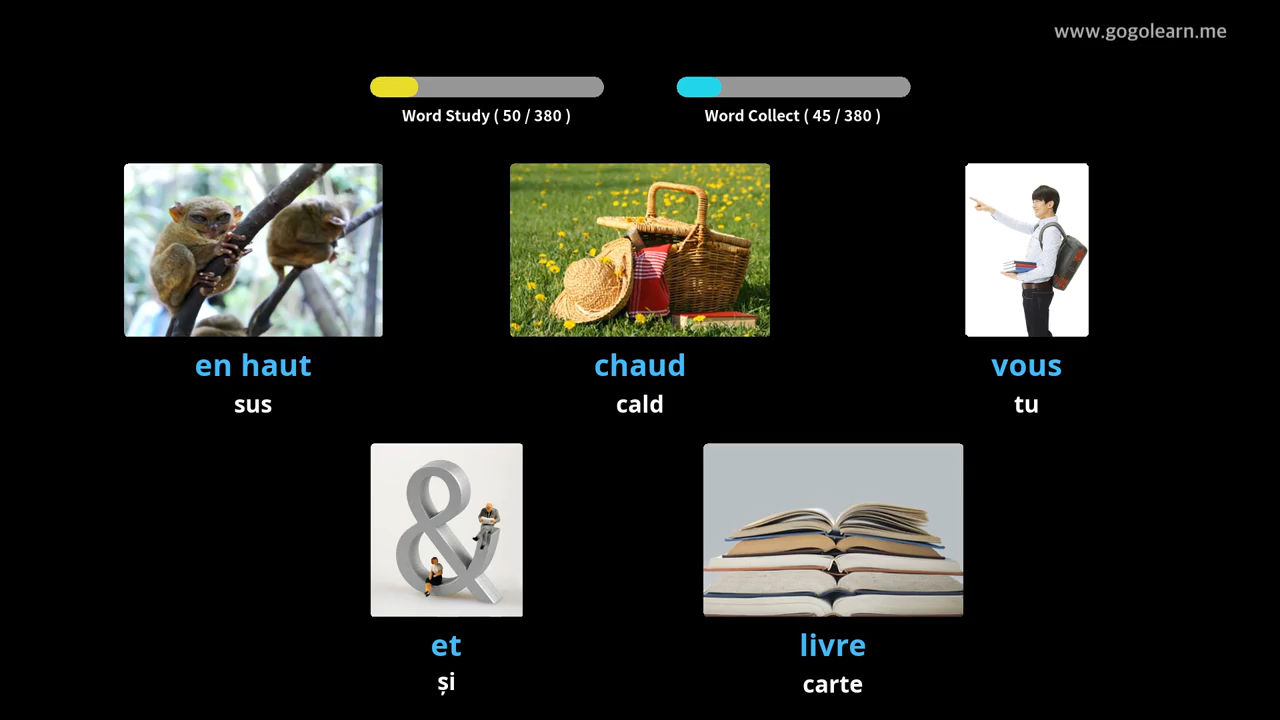 www.gogolearn.me
Word Study ( 50 / 380 )
Word Collect ( 45 / 380 )
en haut
sus
chaud
cald
vous
tu
et
și
livre
carte